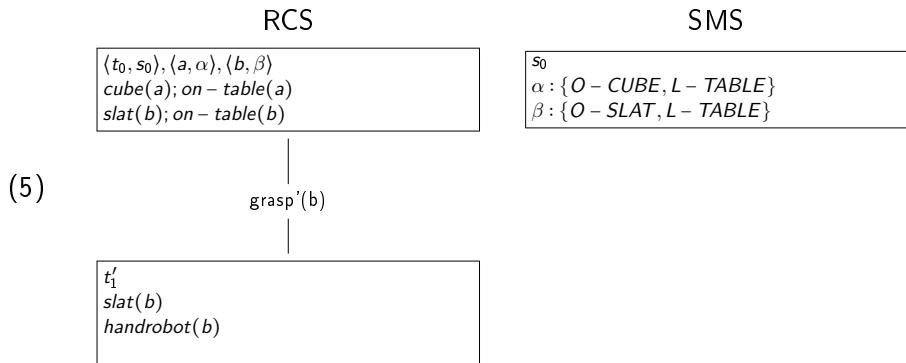 RCS SMS
⟨t₀, s₀⟩, ⟨a, α⟩, ⟨b, β⟩
cube(a); on – table(a)
slat(b); on – table(b)
s₀
α : {O – CUBE, L – TABLE}
β : {O – SLAT, L – TABLE}
(5)
grasp'(b)
t′₁
slat(b)
handrobot(b)